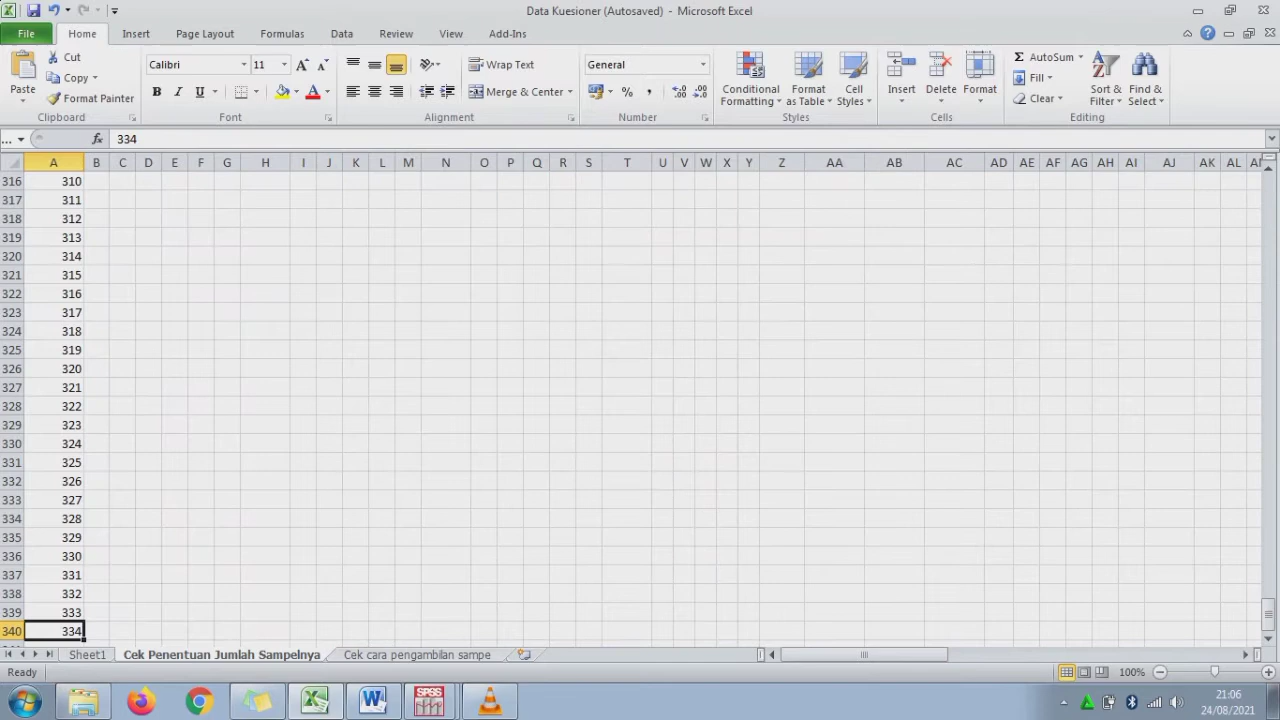 Data Kuesioner (Autosaved) - Microsoft Excel
File Home Insert Page Layout Formulas Data Review View Add-Ins
Paste
Cut
Copy
Format Painter
Clipboard
Calibri 11
B I U
Font
Wrap Text
Merge & Center
Alignment
General
%
Number
Conditional Formatting
Format as Table
Cell Styles
Styles
Insert
Delete
Format
Cells
AutoSum
Fill
Clear
Sort & Filter
Find & Select
Editing
... fx 334
A B C D E F G H I J K L M N O P Q R S T U V W X Y Z AA AB AC AD AE AF AG AH AI AJ AK AL
316 310
317 311
318 312
319 313
320 314
321 315
322 316
323 317
324 318
325 319
326 320
327 321
328 322
329 323
330 324
331 325
332 326
333 327
334 328
335 329
336 330
337 331
338 332
339 333
340 334
Sheet1 Cek Penentuan Jumlah Sampelnya Cek cara pengambilan sampe
Ready 100%
SPSS
21:06
24/08/2021